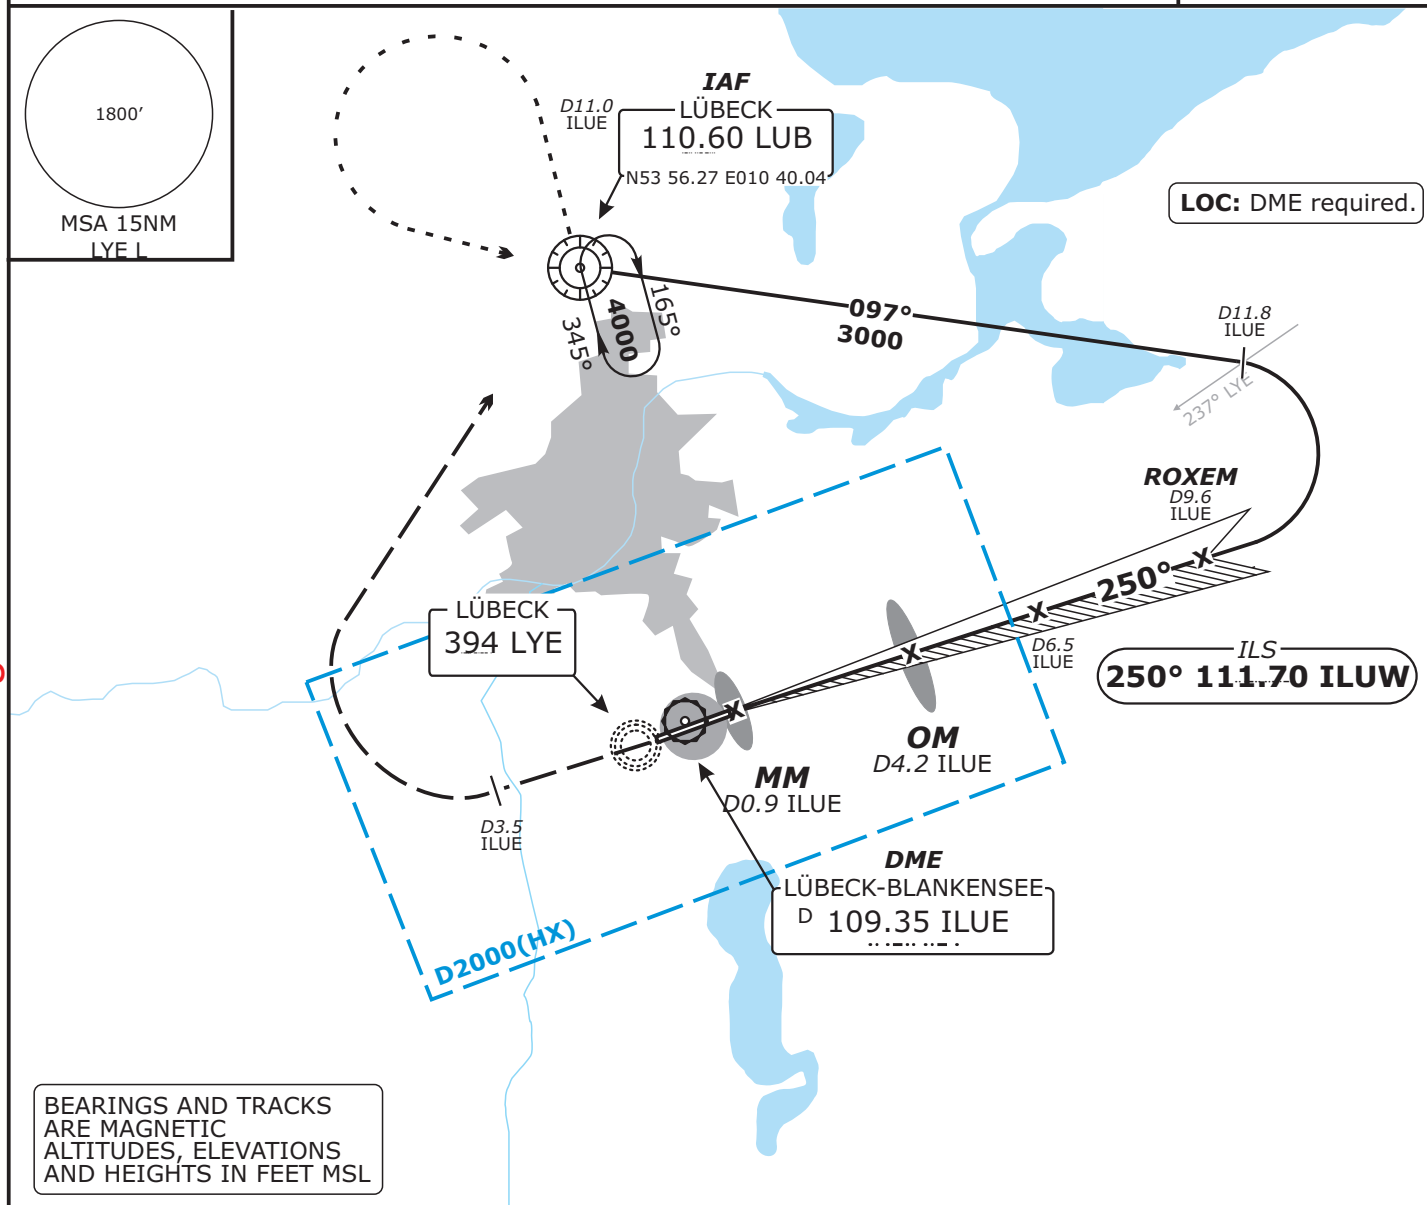 1800’
MSA 15NM
LYE L
IAF
LÜBECK
110.60 LUB
N53 56.27 E010 40.04
D11.0
ILUE
LOC: DME required.
097°
3000
165°
4000
345°
D11.8
ILUE
237° LYE
ROXEM
D9.6
ILUE
250°
LÜBECK
394 LYE
D6.5
ILUE
ILS
250° 111.70 ILUW
OM
D4.2 ILUE
MM
D0.9 ILUE
D3.5
ILUE
DME
LÜBECK-BLANKENSEE
D 109.35 ILUE
D2000(HX)
BEARINGS AND TRACKS
ARE MAGNETIC
ALTITUDES, ELEVATIONS
AND HEIGHTS IN FEET MSL